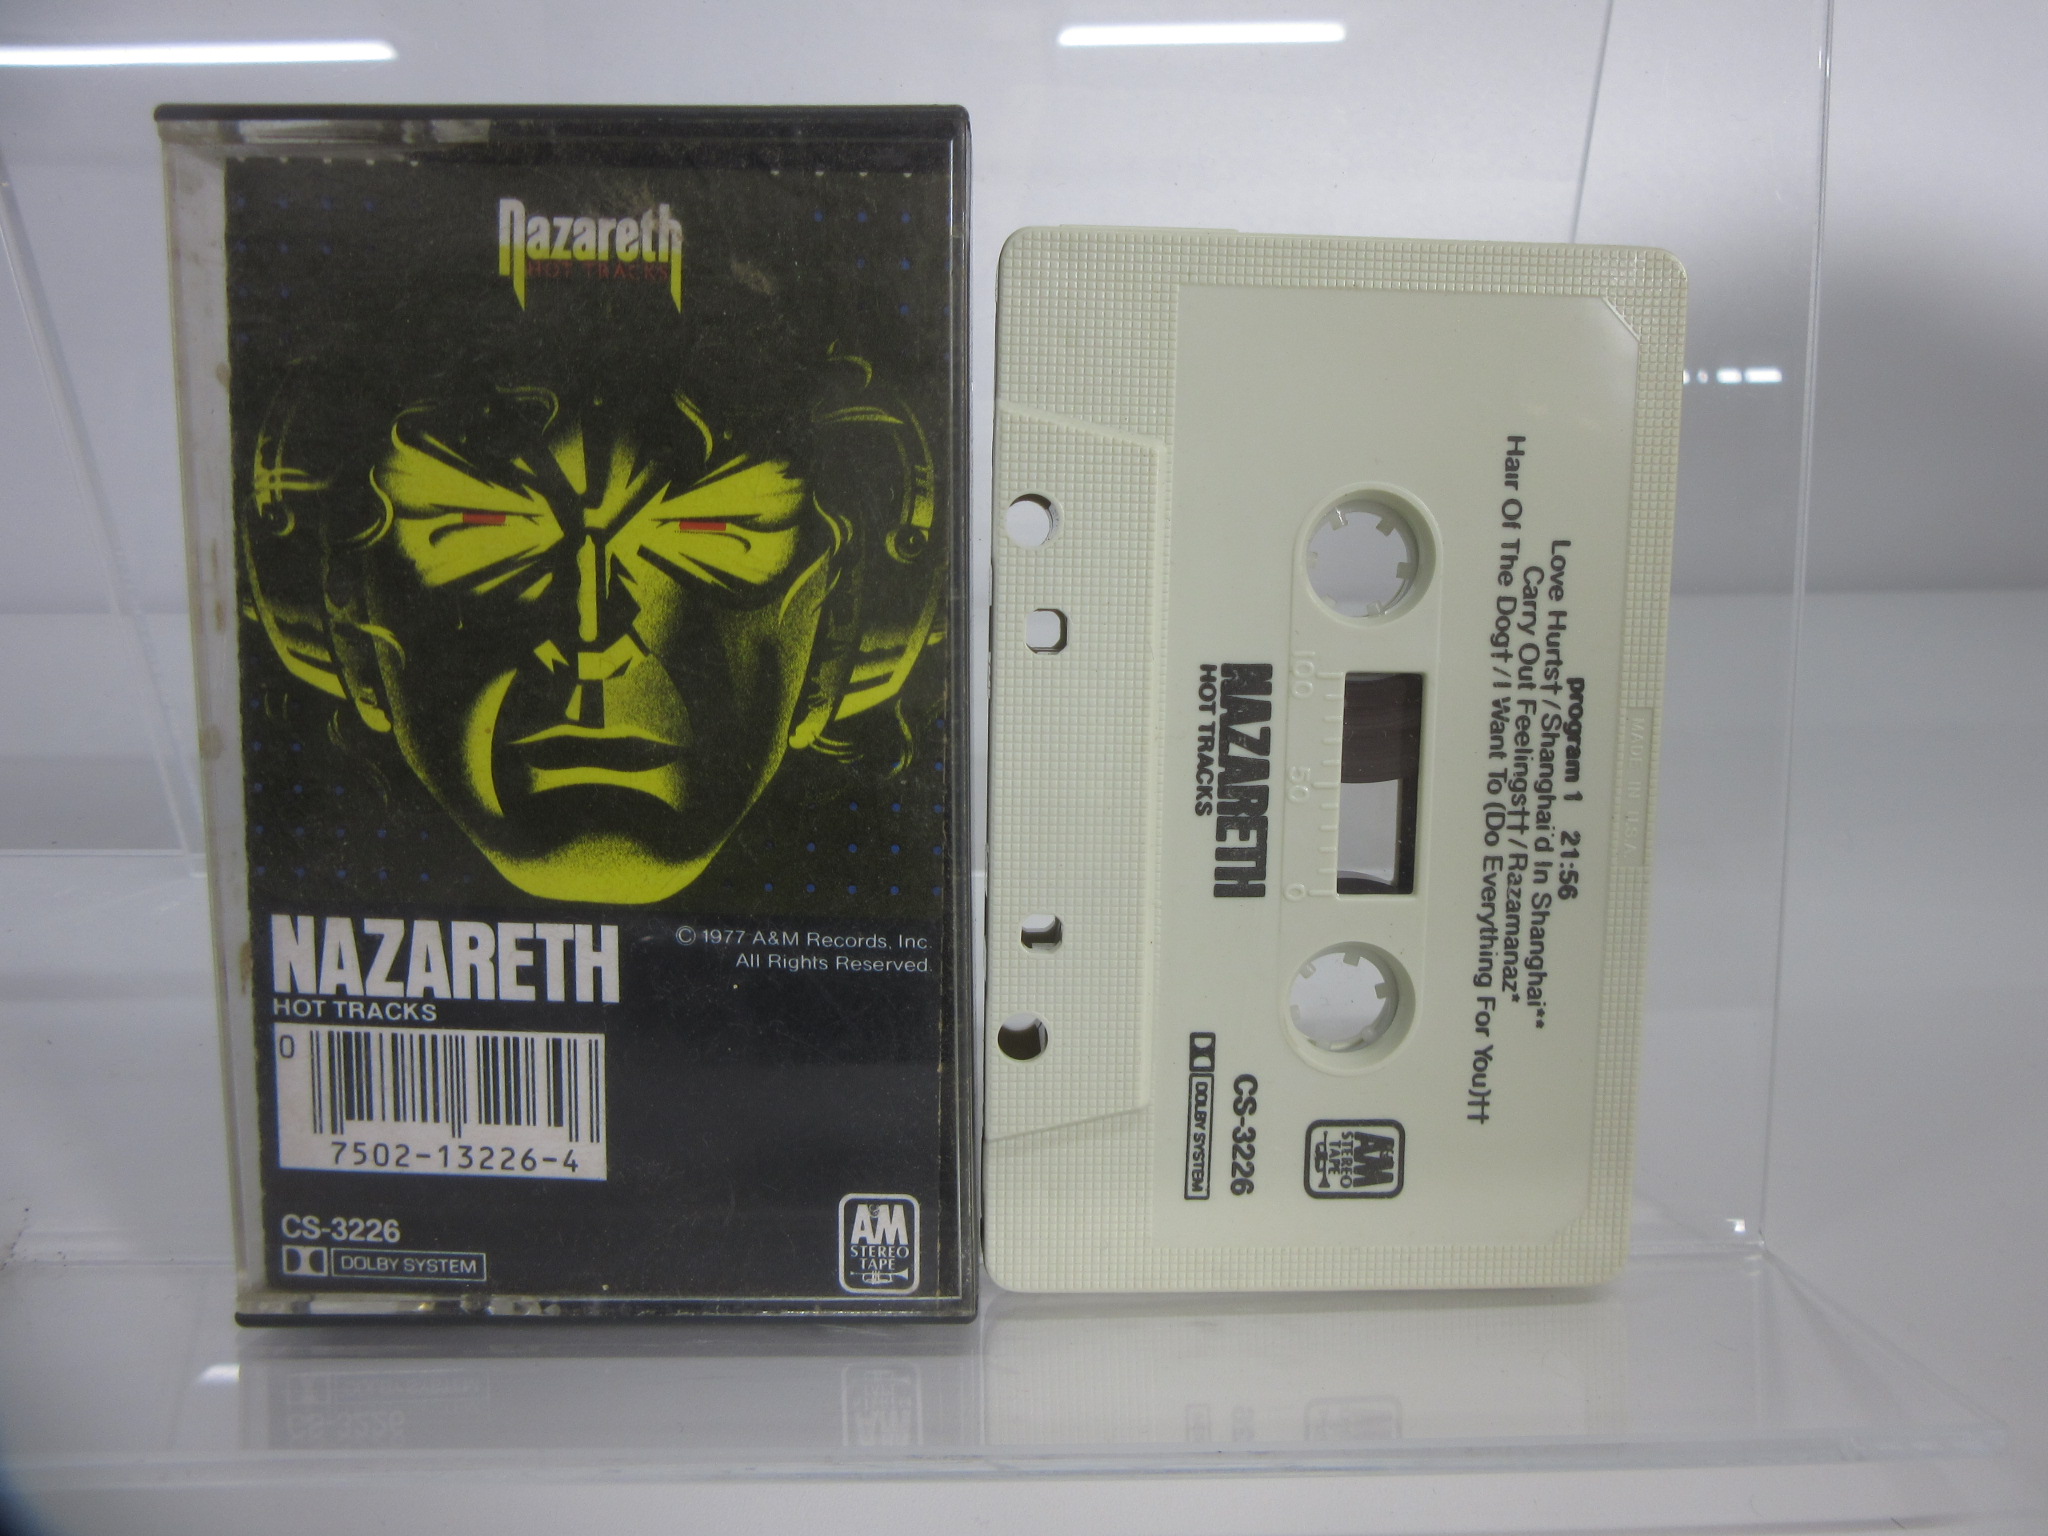 Nazareth
HOT TRACKS
NAZARETH
HOT TRACKS
© 1977 A&M Records, Inc.
All Rights Reserved.
0
7502-13226-4
CS-3226
DOLBY SYSTEM
A&M
STEREO
TAPE
MADE IN U.S.A.
program 1 21:56
Love Hurts† / Shanghai'd In Shanghai**
Carry Out Feelings†† / Razamanaz*
Hair Of The Dog† / I Want To (Do Everything For You)††
100 50 0
NAZARETH
HOT TRACKS
A&M
STEREO
TAPE
CS-3226
DOLBY SYSTEM
1